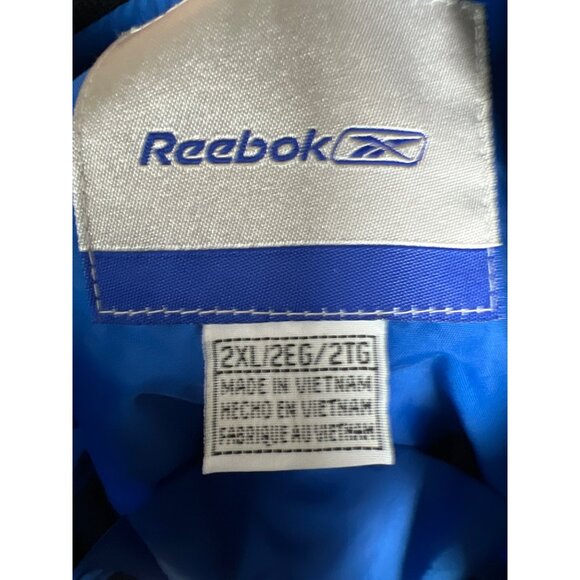 Reebok
2XL/2EG/2TG
MADE IN VIETNAM
HECHO EN VIETNAM
FABRIQUE AU VIETNAM